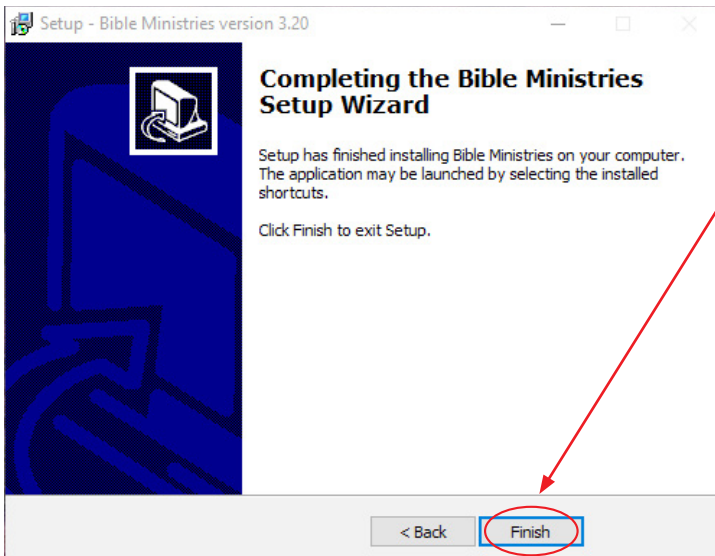 Setup - Bible Ministries version 3.20
Completing the Bible Ministries
Setup Wizard
Setup has finished installing Bible Ministries on your computer.
The application may be launched by selecting the installed
shortcuts.
Click Finish to exit Setup.
< Back
Finish